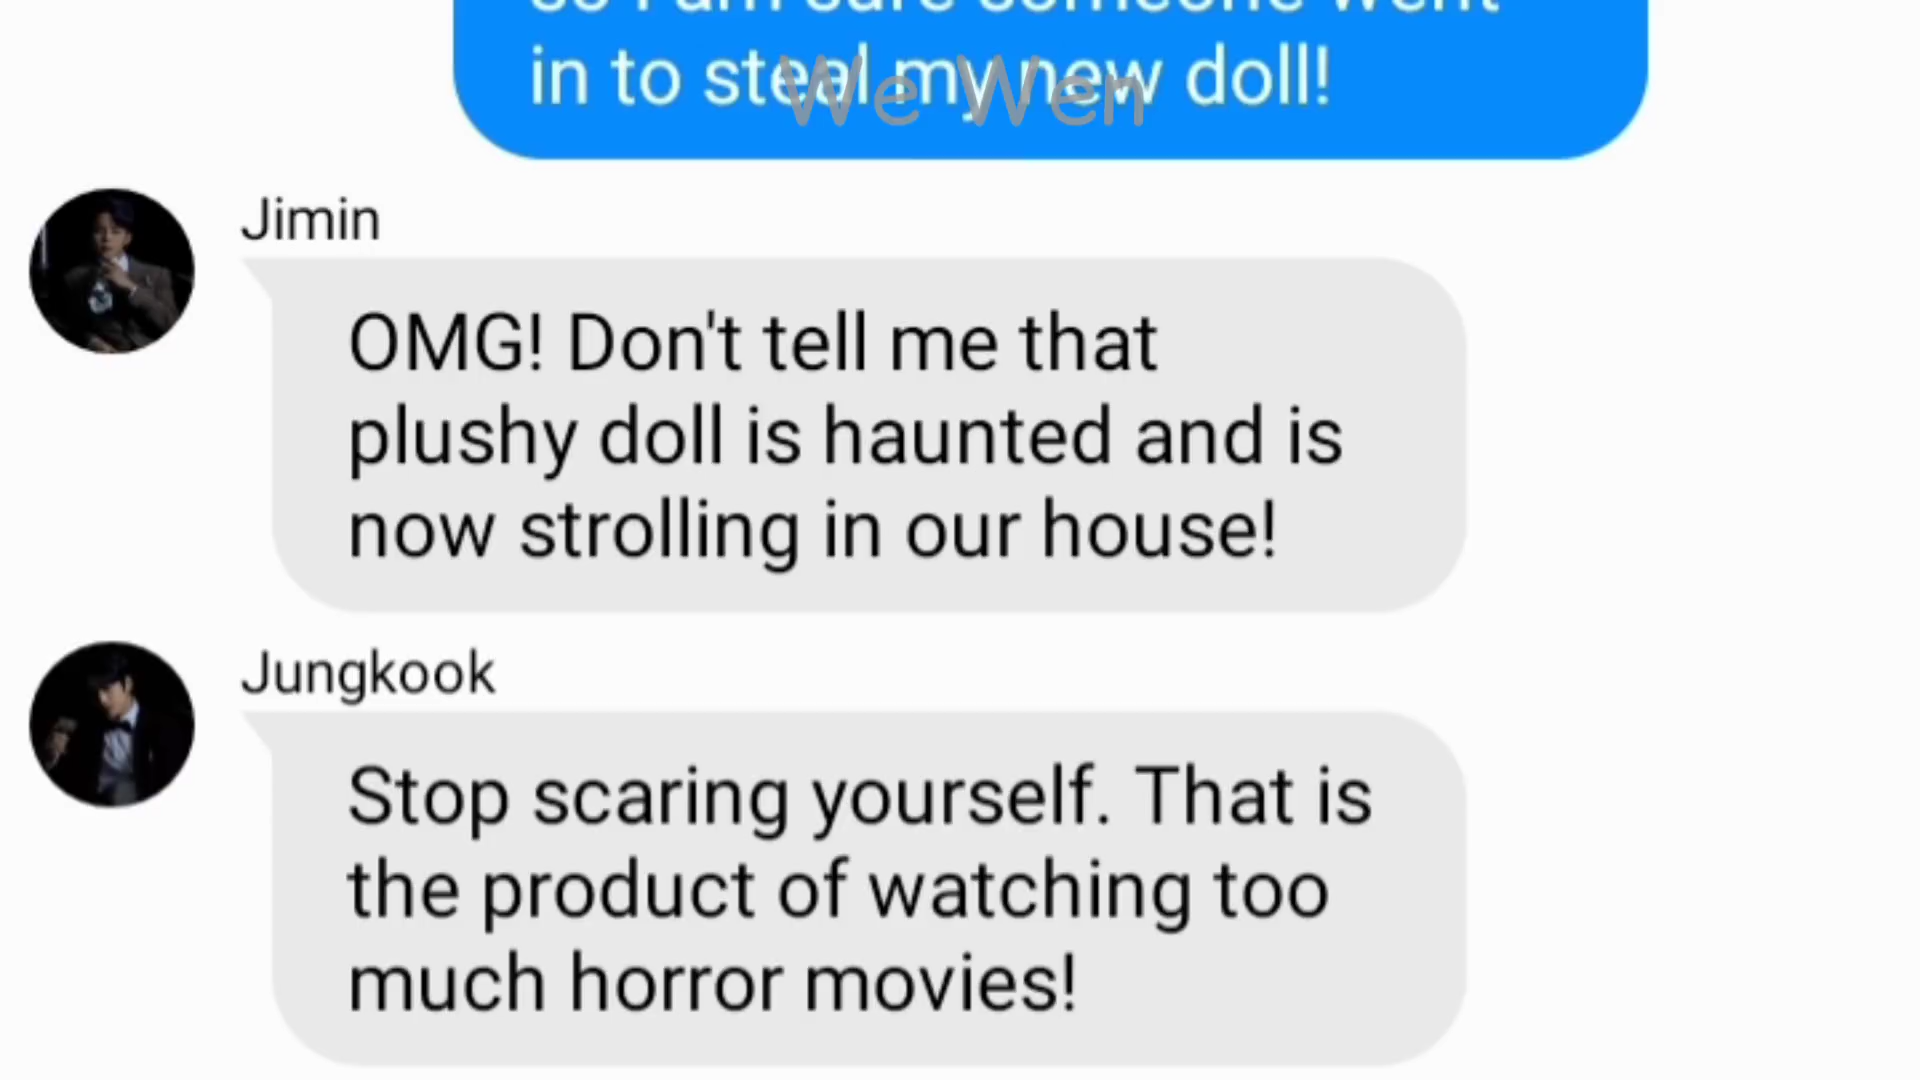 so I am sure someone went
in to steal my new doll!
We Wen
Jimin
OMG! Don't tell me that
plushy doll is haunted and is
now strolling in our house!
Jungkook
Stop scaring yourself. That is
the product of watching too
much horror movies!